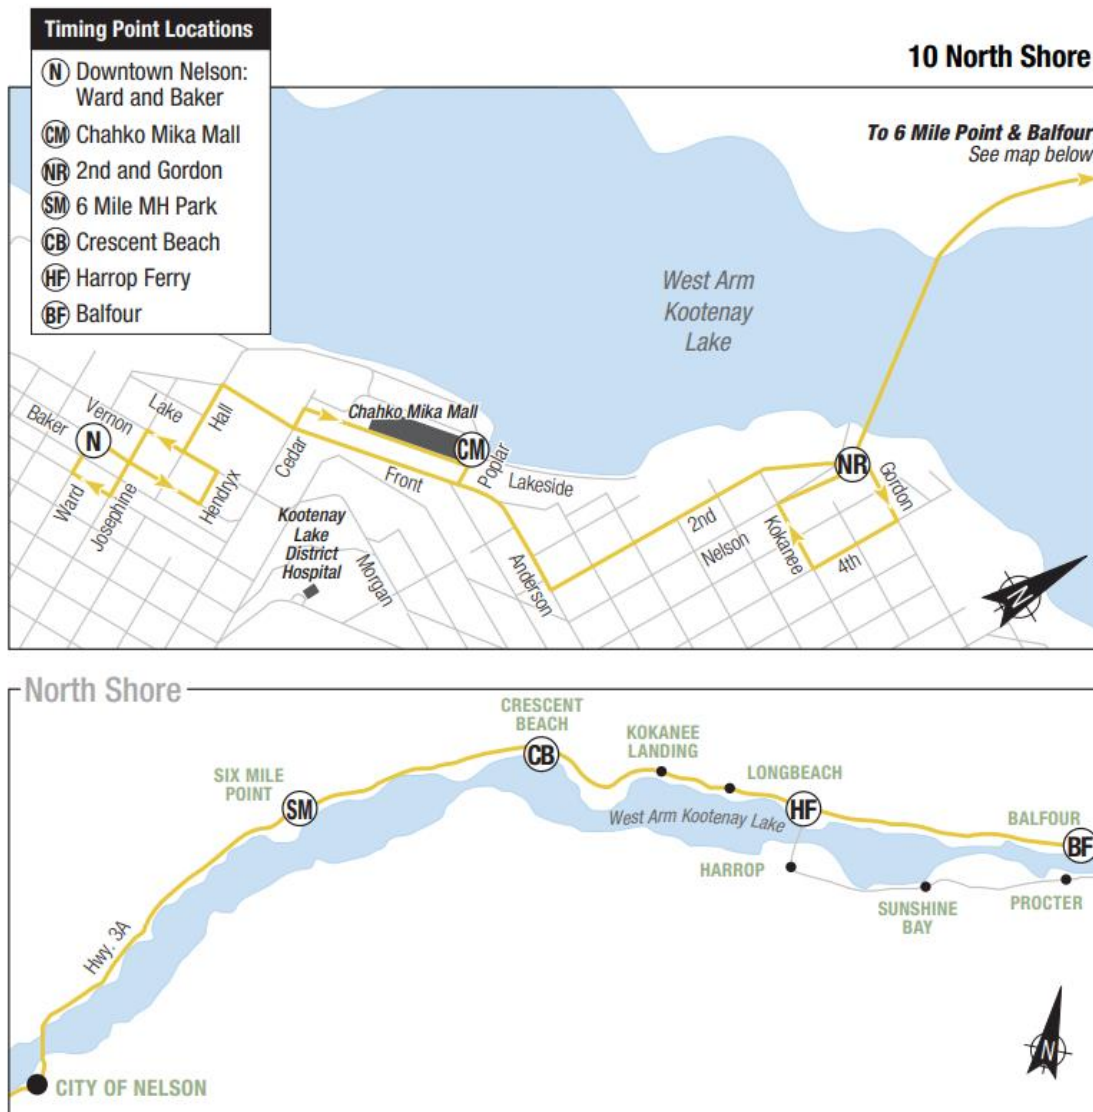 Timing Point Locations
N Downtown Nelson:
Ward and Baker
CM Chahko Mika Mall
NR 2nd and Gordon
SM 6 Mile MH Park
CB Crescent Beach
HF Harrop Ferry
BF Balfour
10 North Shore
To 6 Mile Point & Balfour
See map below
West Arm
Kootenay
Lake
Baker
Vernon
Lake
Hall
N
Ward
Josephine
Hendryx
Cedar
Chahko Mika Mall
CM
Front
Poplar
Lakeside
Kootenay
Lake
District
Hospital
Morgan
Anderson
2nd
Nelson
Kokanee
4th
NR
Gordon
N
North Shore
CRESCENT
BEACH
CB
KOKANEE
LANDING
LONGBEACH
SIX MILE
POINT
SM
West Arm Kootenay Lake
HF
BALFOUR
BF
HARROP
SUNSHINE
BAY
PROCTER
Hwy. 3A
CITY OF NELSON
N